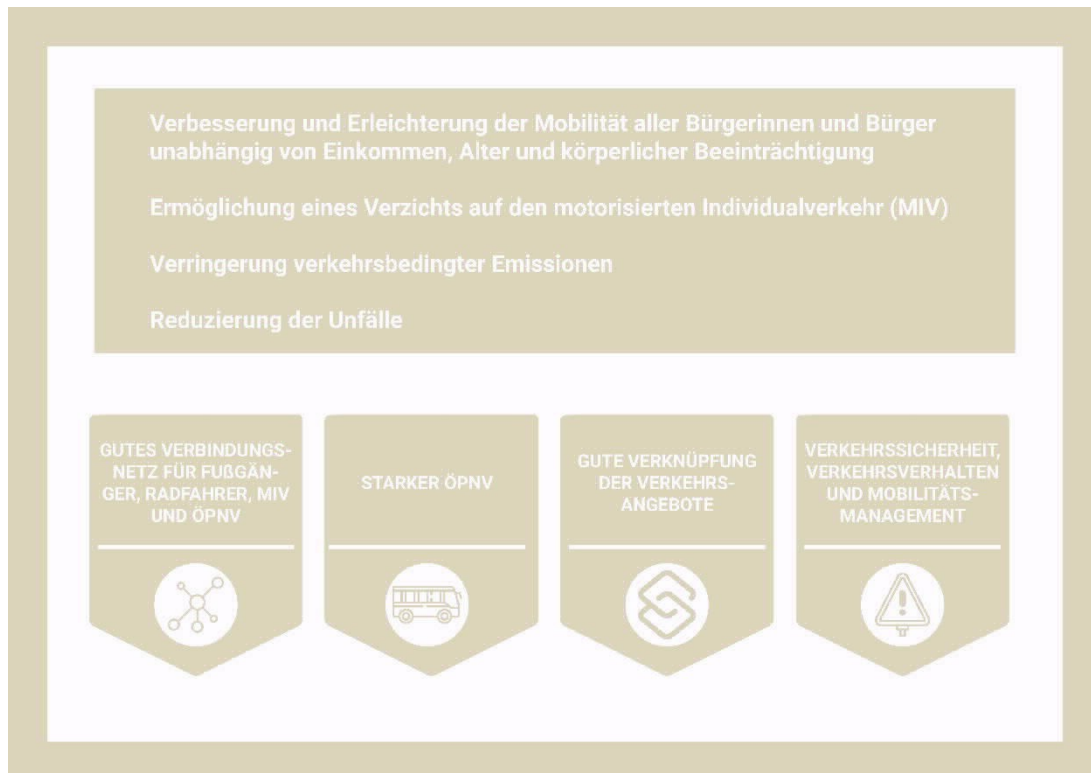 Verbesserung und Erleichterung der Mobilität aller Bürgerinnen und Bürger
unabhängig von Einkommen, Alter und körperlicher Beeinträchtigung
Ermöglichung eines Verzichts auf den motorisierten Individualverkehr (MIV)
Verringerung verkehrsbedingter Emissionen
Reduzierung der Unfälle
GUTES VERBINDUNGS-
NETZ FÜR FUßGÄN-
GER, RADFAHRER, MIV
UND ÖPNV
STARKER ÖPNV
GUTE VERKNÜPFUNG
DER VERKEHRS-
ANGEBOTE
VERKEHRSSICHERHEIT,
VERKEHRSVERHALTEN
UND MOBILITÄTS-
MANAGEMENT